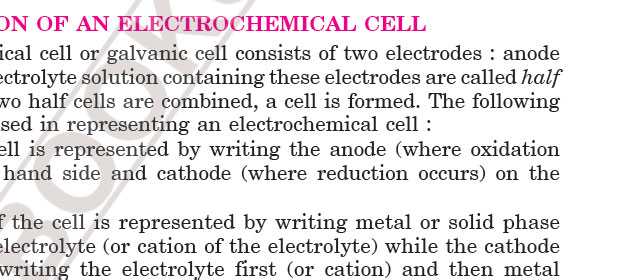 ON OF AN ELECTROCHEMICAL CELL
ical cell or galvanic cell consists of two electrodes : anode
ectrolyte solution containing these electrodes are called half
wo half cells are combined, a cell is formed. The following
sed in representing an electrochemical cell :
ell is represented by writing the anode (where oxidation
hand side and cathode (where reduction occurs) on the
f the cell is represented by writing metal or solid phase
electrolyte (or cation of the electrolyte) while the cathode
writing the electrolyte first (or cation) and then metal
BOOK